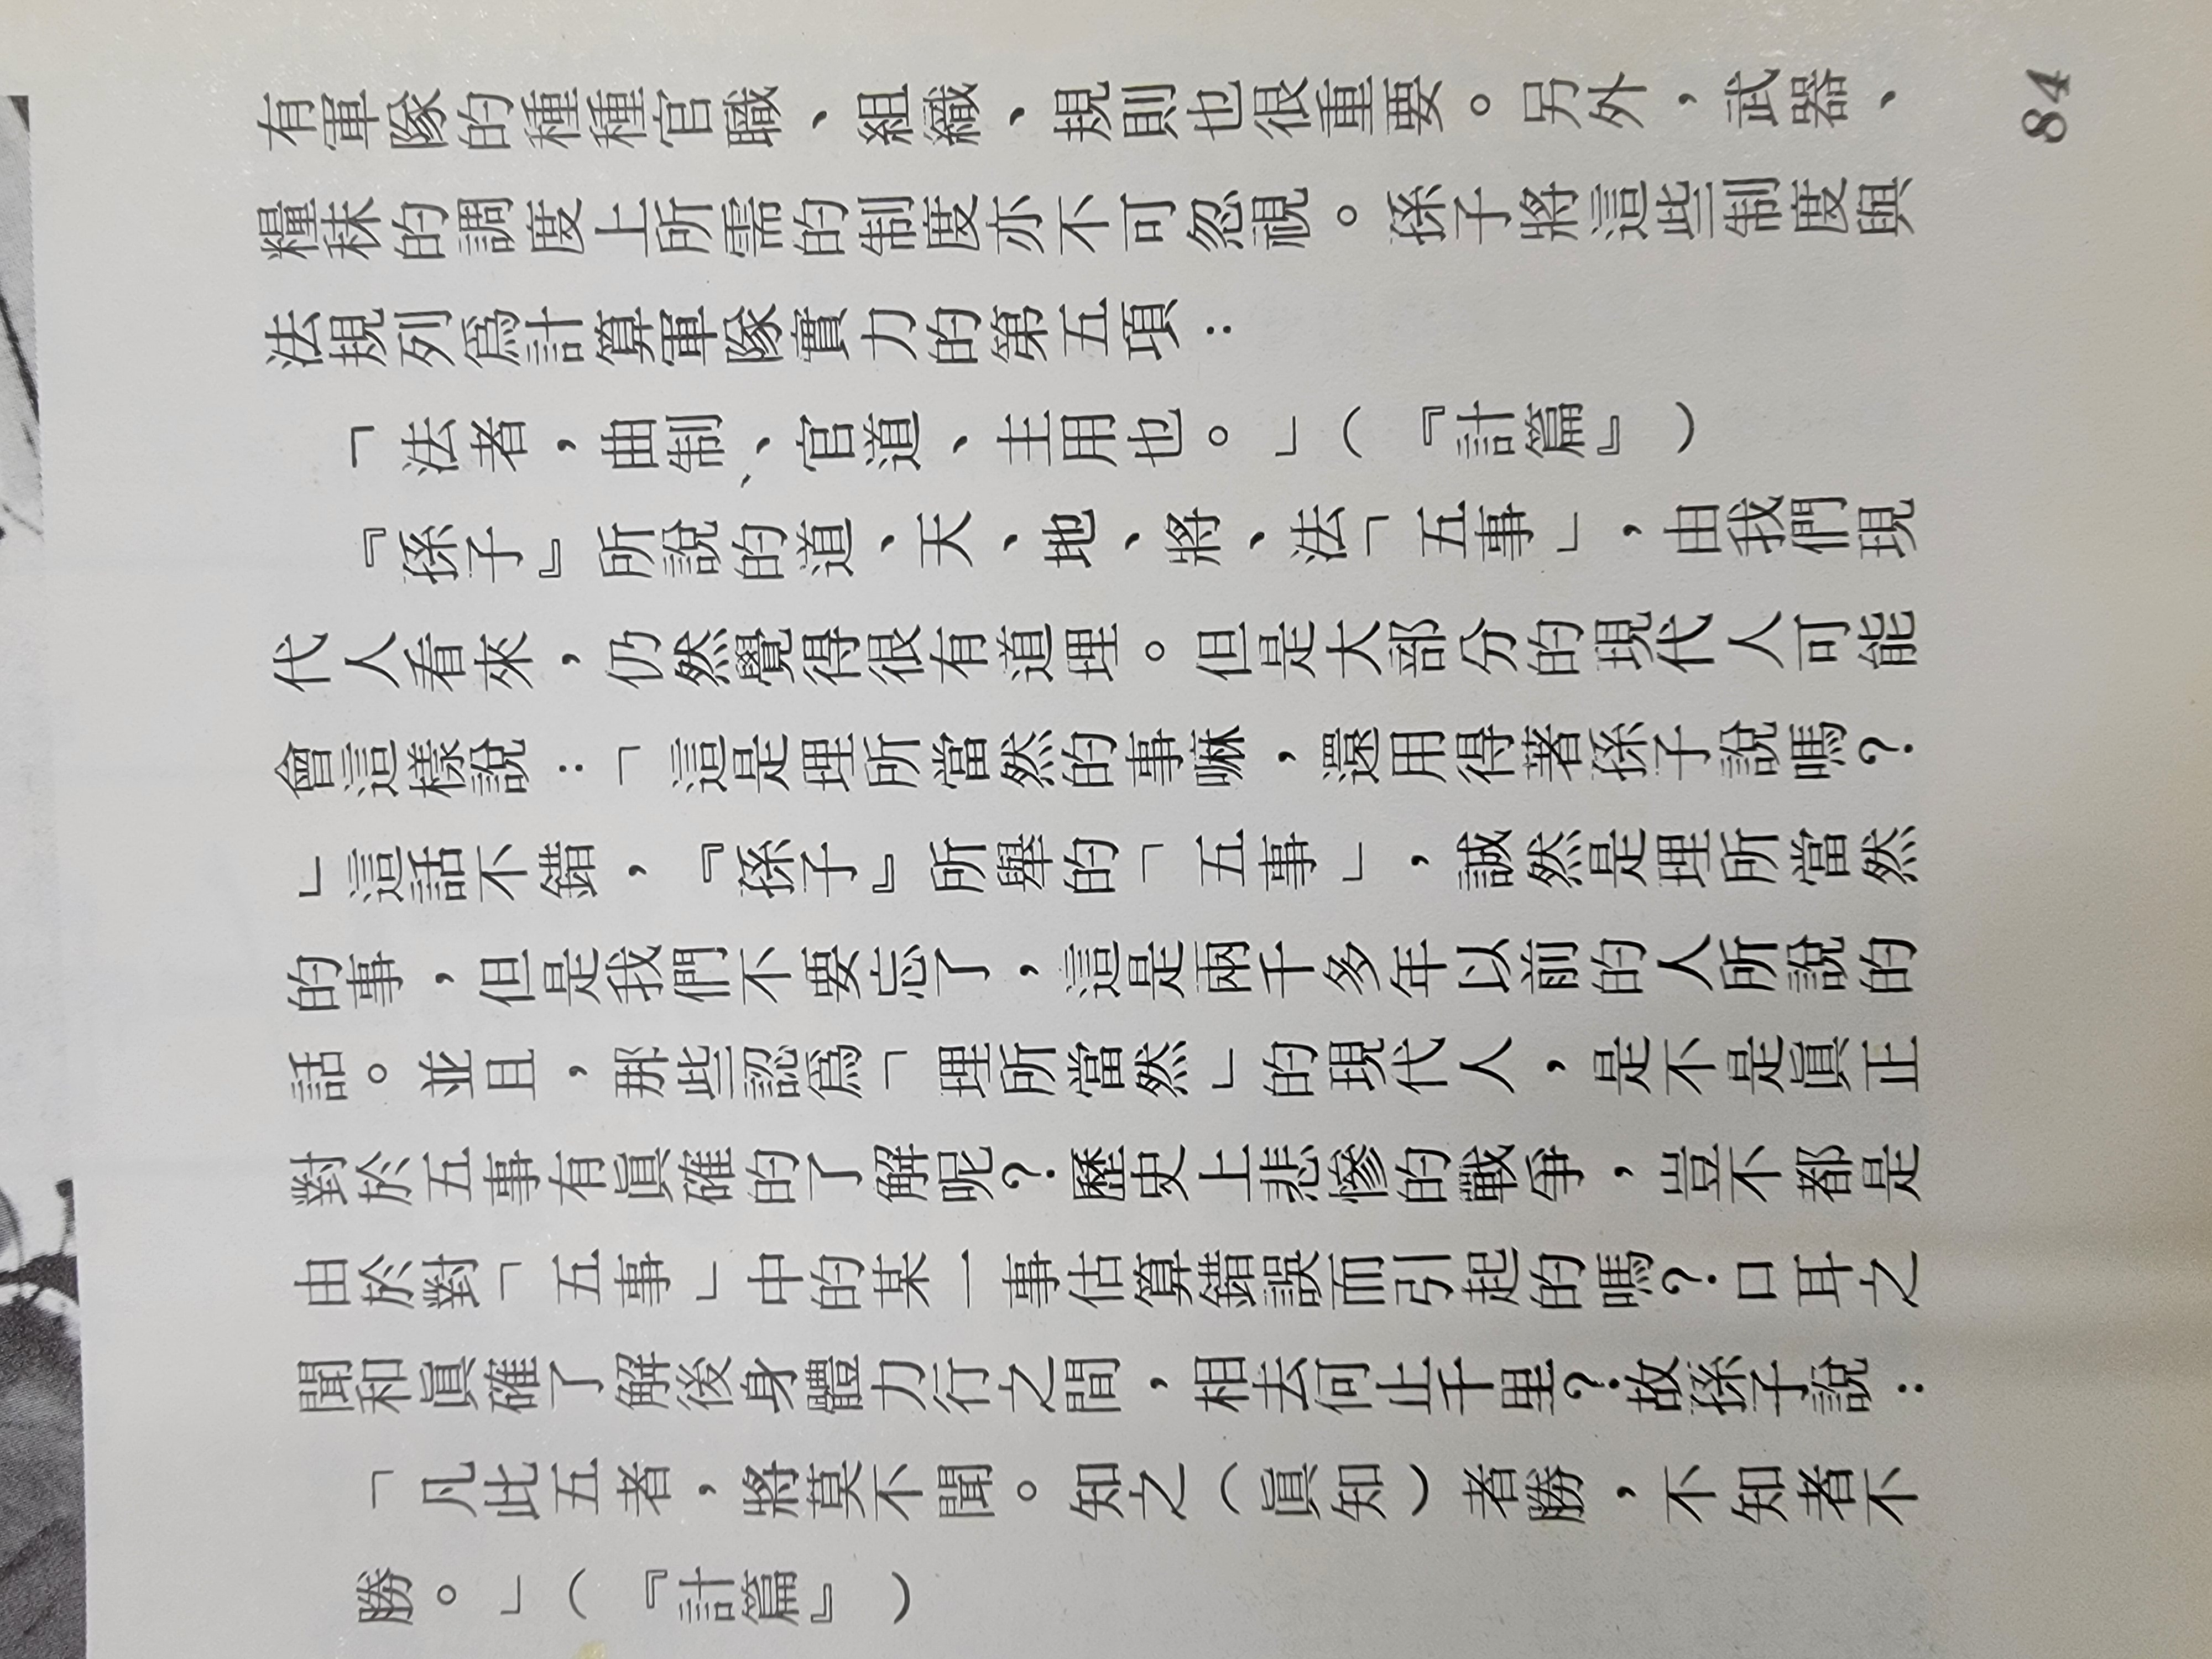 有軍隊的種種官職、組織、規則也很重要。另外，武器、
糧秣的調度上所需的制度亦不可忽視。孫子將這些制度與
法規列爲計算軍隊實力的第五項：
「法者，曲制、官道、主用也。」（『計篇』）
『孫子』所說的道、天、地、將、法「五事」，由我們現
代人看來，仍然覺得很有道理。但是大部分的現代人可能
會這樣說：「這是理所當然的事嘛，還用得著孫子說嗎？
」這話不錯，『孫子』所舉的「五事」，誠然是理所當然
的事，但是我們不要忘了，這是兩千多年以前的人所說的
話。並且，那些認爲「理所當然」的現代人，是不是眞正
對於五事有眞確的了解呢？歷史上悲慘的戰爭，豈不都是
由於對「五事」中的某一事估算錯誤而引起的嗎？口耳之
聞和眞確了解後身體力行之間，相去何止千里？故孫子說：
「凡此五者，將莫不聞。知之（眞知）者勝，不知者不
勝。」（『計篇』）
84